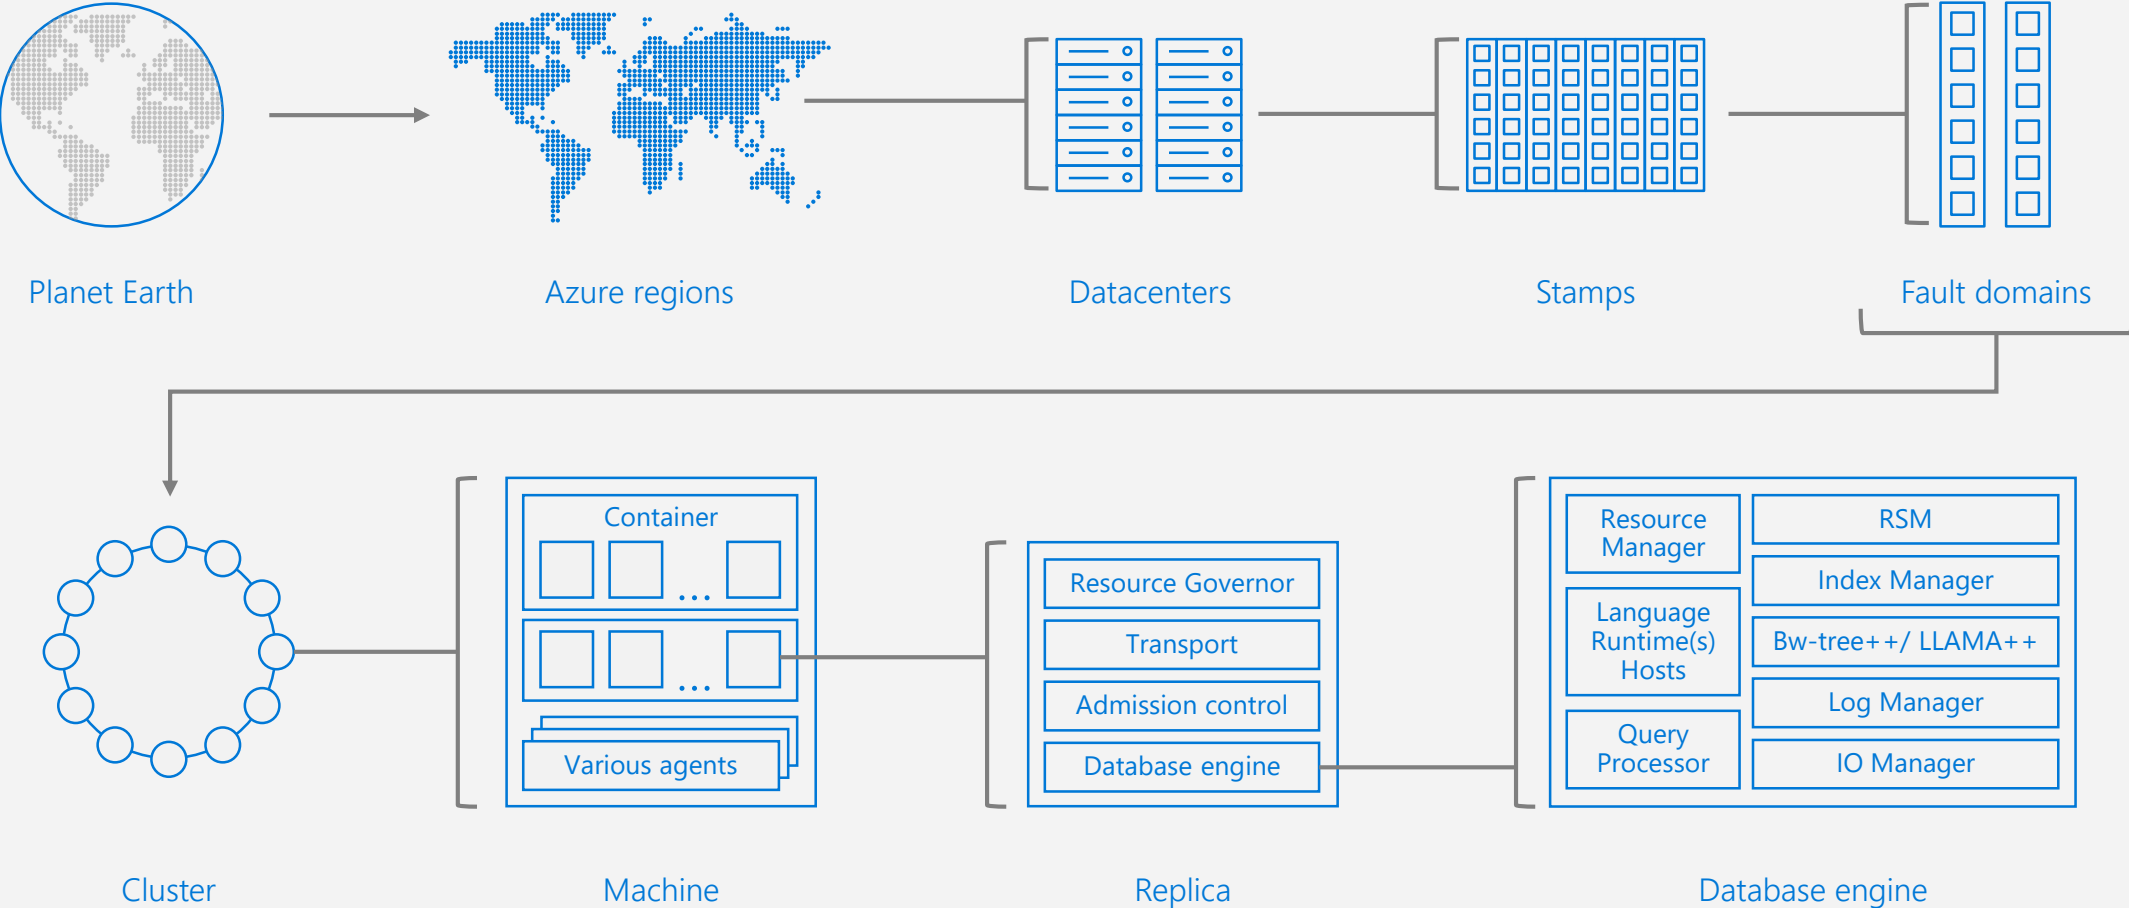 Planet Earth
Azure regions
Datacenters
Stamps
Fault domains
Container
...
...
Various agents
Resource Governor
Transport
Admission control
Database engine
Resource
Manager
Language
Runtime(s)
Hosts
Query
Processor
RSM
Index Manager
Bw-tree++/ LLAMA++
Log Manager
IO Manager
Cluster
Machine
Replica
Database engine